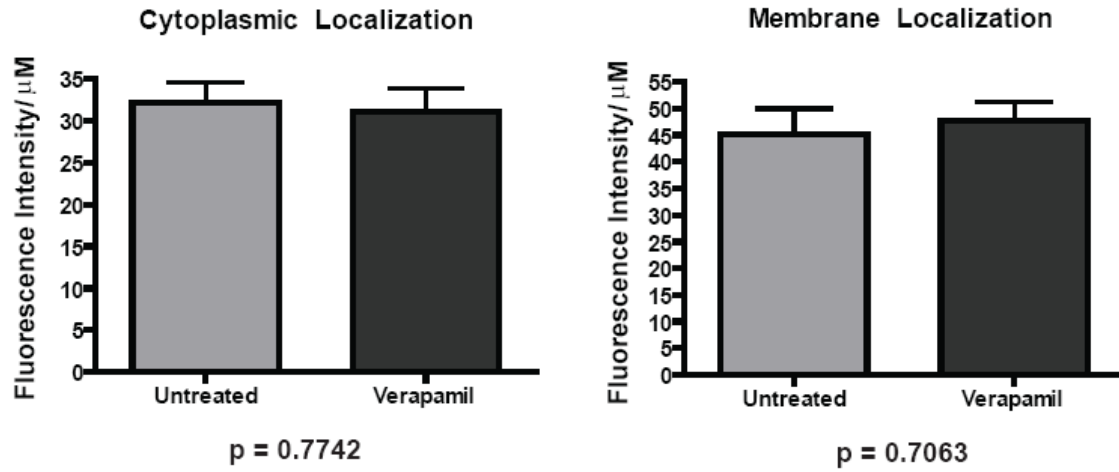 Cytoplasmic Localization
Fluorescence Intensity/ μM
35
30
25
20
15
10
5
0
Untreated Verapamil
p = 0.7742
Membrane Localization
Fluorescence Intensity/ μM
55
50
45
40
35
30
25
20
15
10
5
0
Untreated Verapamil
p = 0.7063